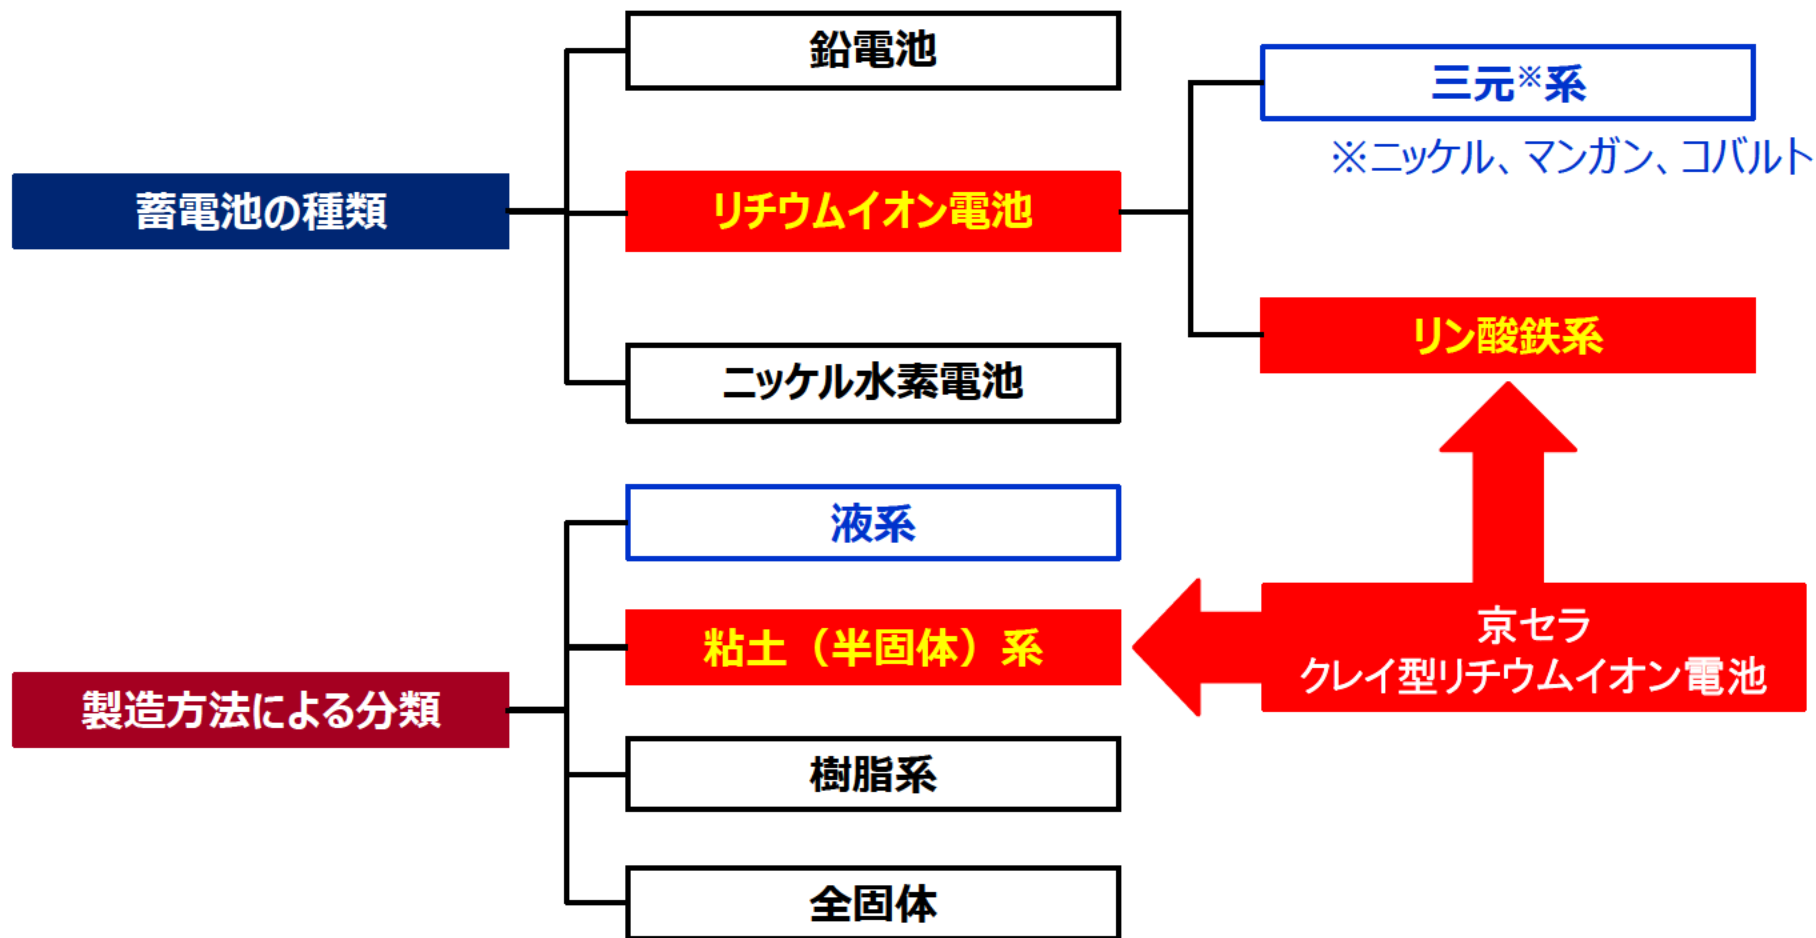 蓄電池の種類
鉛電池
リチウムイオン電池
ニッケル水素電池
三元※系
※ニッケル、マンガン、コバルト
リン酸鉄系
製造方法による分類
液系
粘土（半固体）系
樹脂系
全固体
京セラ
クレイ型リチウムイオン電池